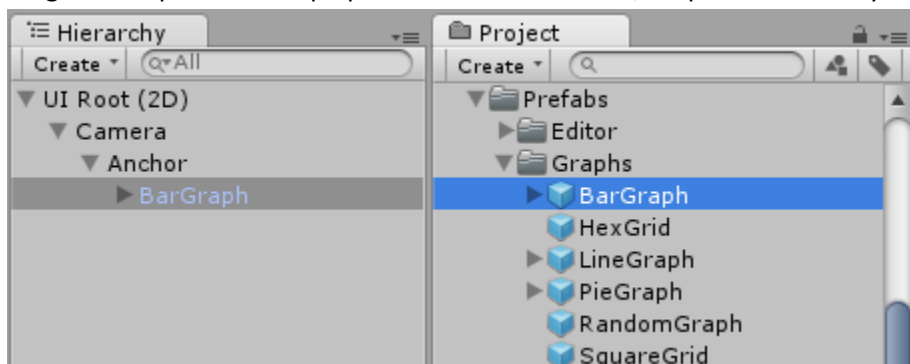 Hierarchy
Create
All
UI Root (2D)
Camera
Anchor
BarGraph
Project
Create
Prefabs
Editor
Graphs
BarGraph
HexGrid
LineGraph
PieGraph
RandomGraph
SquareGrid